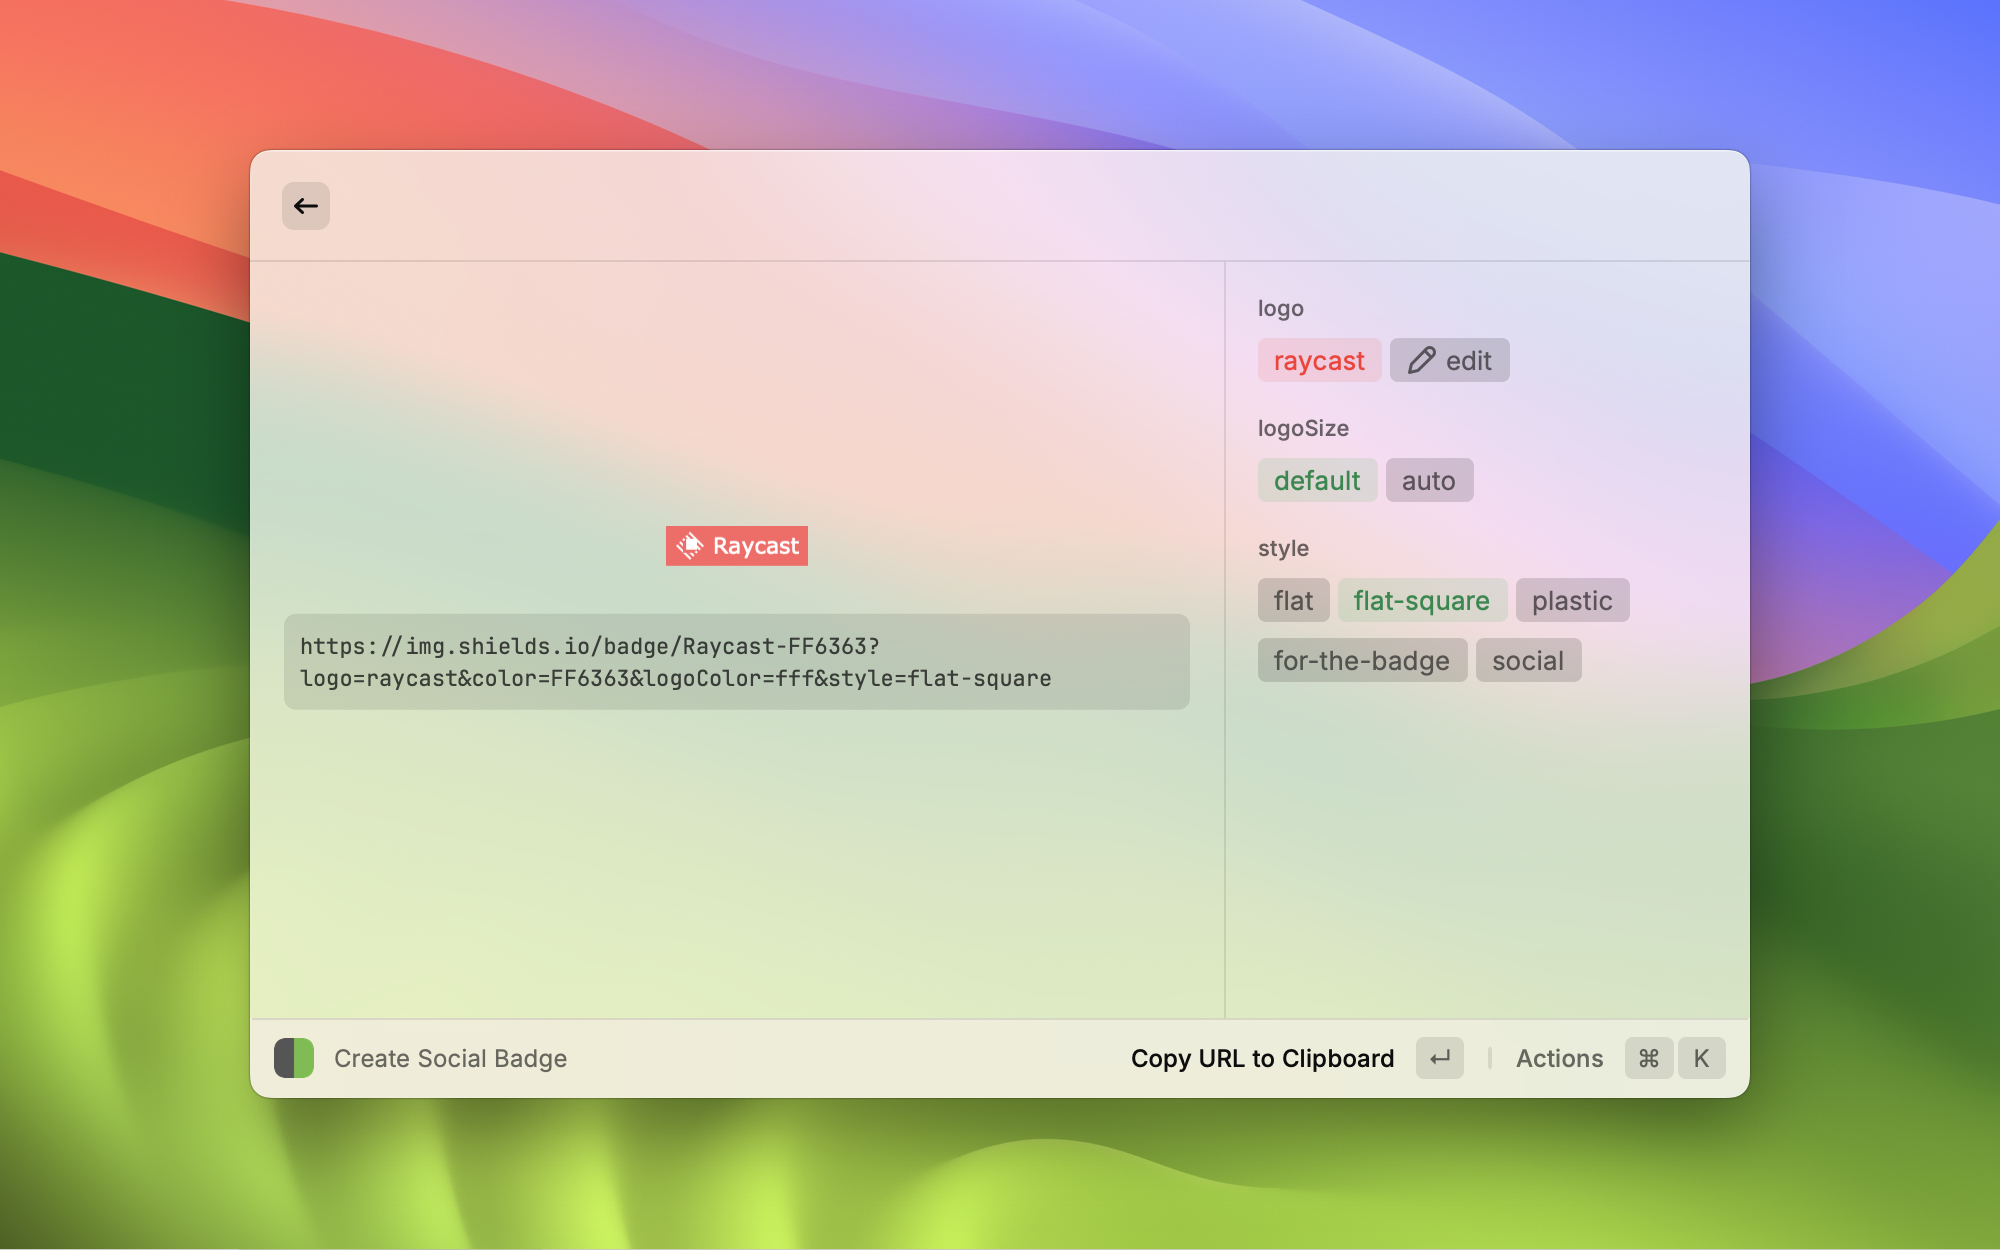 logo
raycast edit
logoSize
default auto
style
flat flat-square plastic
for-the-badge social
Raycast
https://img.shields.io/badge/Raycast-FF6363?
logo=raycast&color=FF6363&logoColor=fff&style=flat-square
Create Social Badge
Copy URL to Clipboard ↵ | Actions ⌘ K